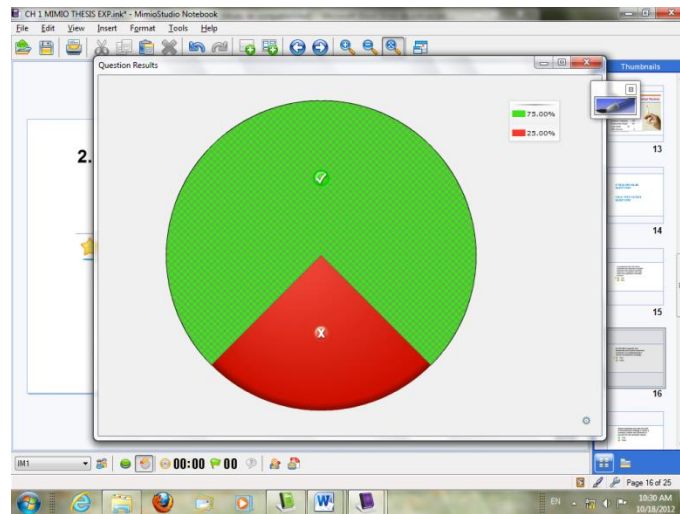 CH 1 MIMIO THESIS EXP.ink* - MimioStudio Notebook
File Edit View Insert Format Tools Help
Question Results
Thumbnails
75.00%
25.00%
2.
13
14
15
16
IM1
00:00
00
Page 16 of 25
EN
10:30 AM
10/18/2012